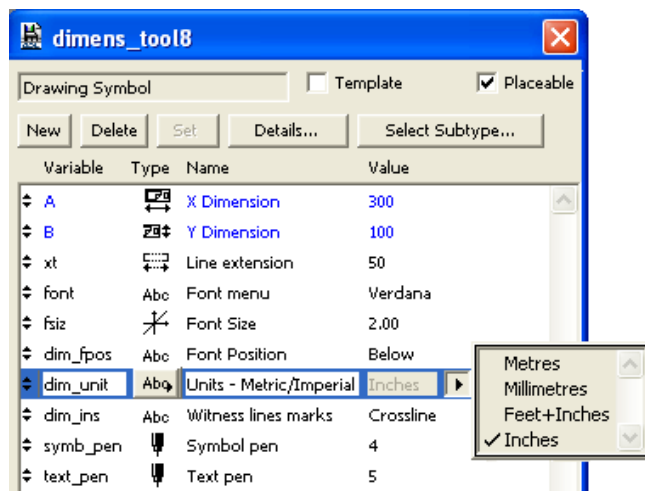 dimens_tool8
Drawing Symbol Template Placeable
New Delete Set Details... Select Subtype...
Variable Type Name Value
A X Dimension 300
B Y Dimension 100
xt Line extension 50
font Abc Font menu Verdana
fsiz Font Size 2.00
dim_fpos Abc Font Position Below
dim_unit Abc Units - Metric/Imperial Inches
dim_ins Abc Witness lines marks Crossline
symb_pen Symbol pen 4
text_pen Text pen 5
Metres
Millimetres
Feet+Inches
Inches